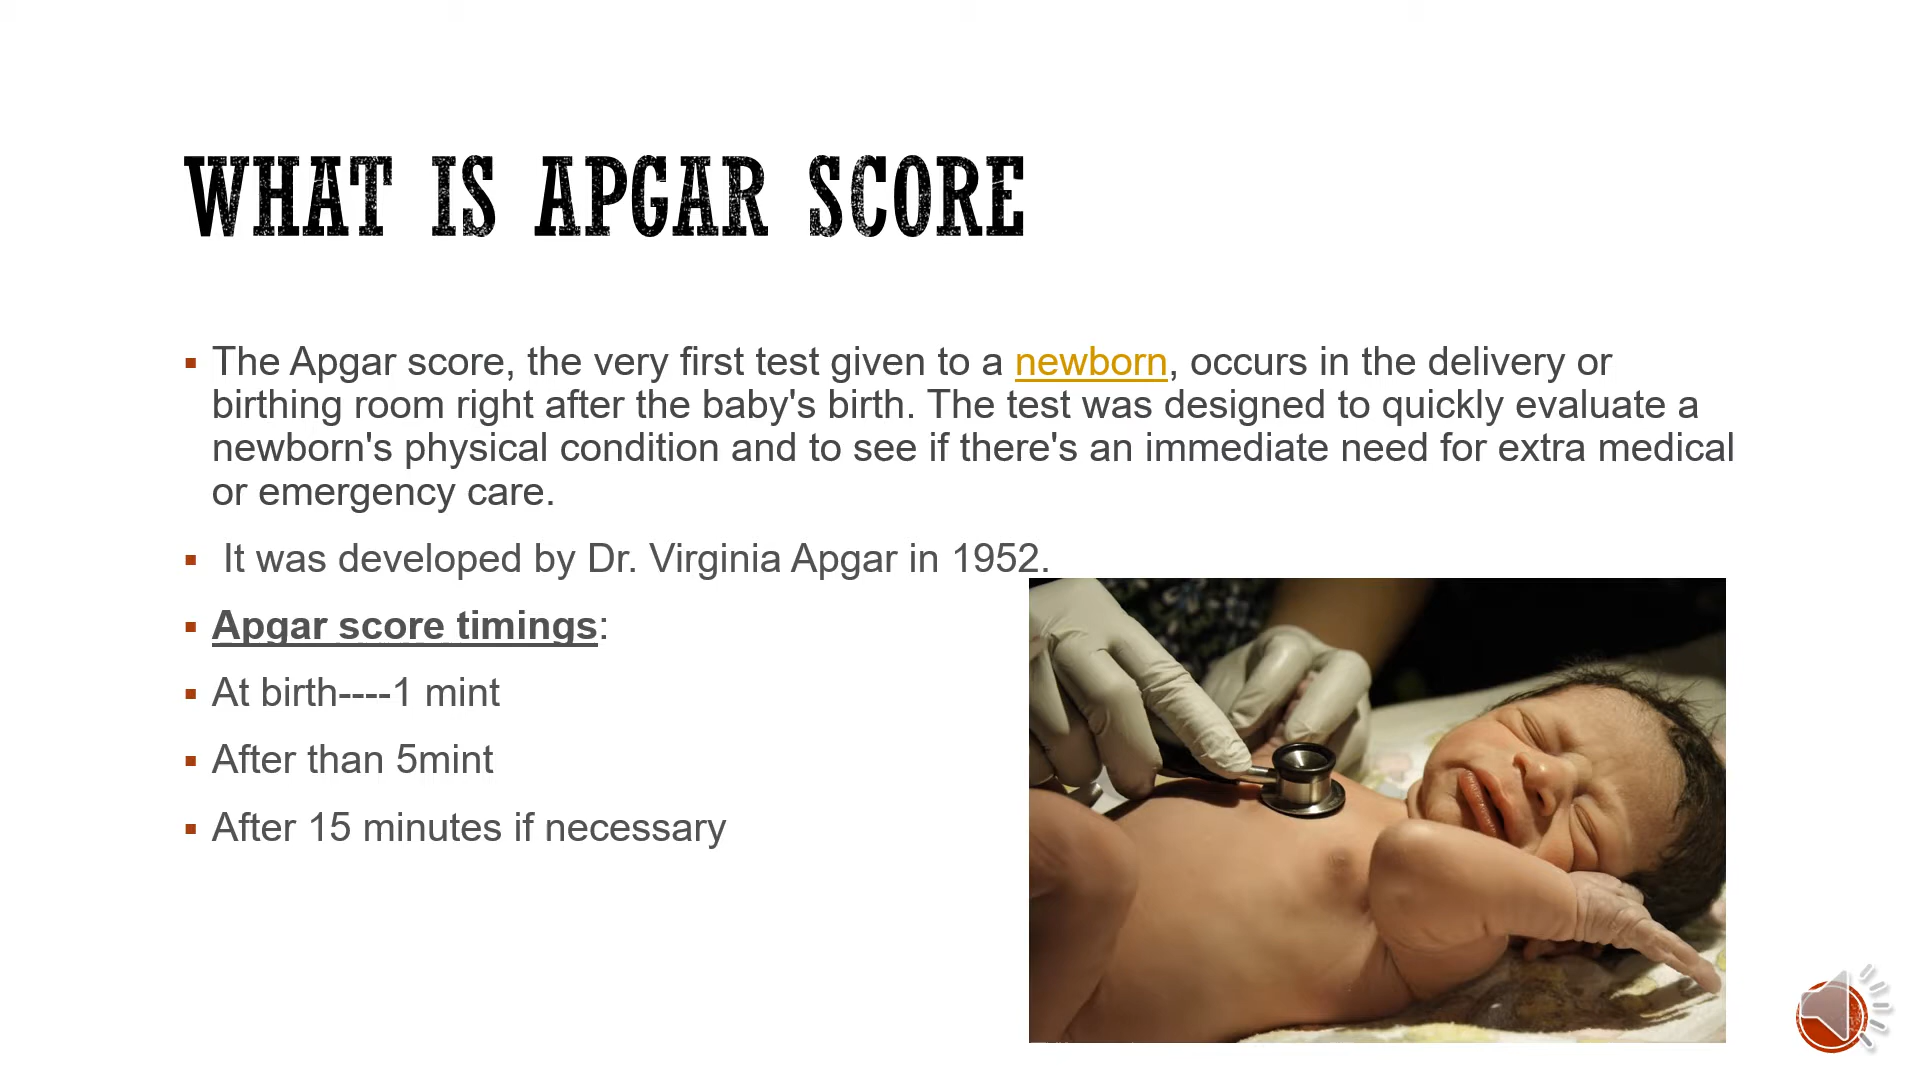 WHAT IS APGAR SCORE
The Apgar score, the very first test given to a newborn, occurs in the delivery or
birthing room right after the baby's birth. The test was designed to quickly evaluate a
newborn's physical condition and to see if there's an immediate need for extra medical
or emergency care.
It was developed by Dr. Virginia Apgar in 1952.
Apgar score timings:
At birth----1 mint
After than 5mint
After 15 minutes if necessary